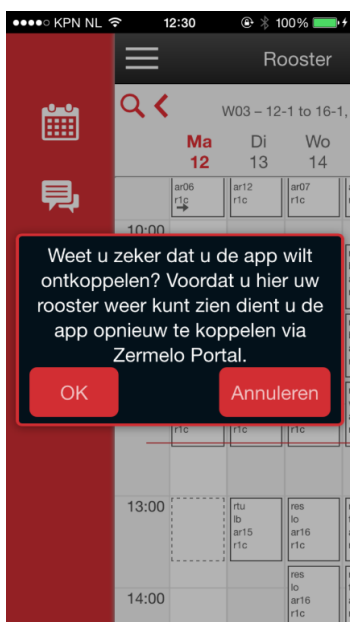 KPN NL 12:30 100%
Rooster
W03 – 12-1 to 16-1,
Ma Di Wo
12 13 14
ar06 ar12 ar07
r1c r1c r1c
10:00
Weet u zeker dat u de app wilt
ontkoppelen? Voordat u hier uw
rooster weer kunt zien dient u de
app opnieuw te koppelen via
Zermelo Portal.
OK Annuleren
r1c r1c r1c
13:00 rtu res
lb lo
ar15 ar16
r1c r1c
res
lo
14:00 ar16
r1c